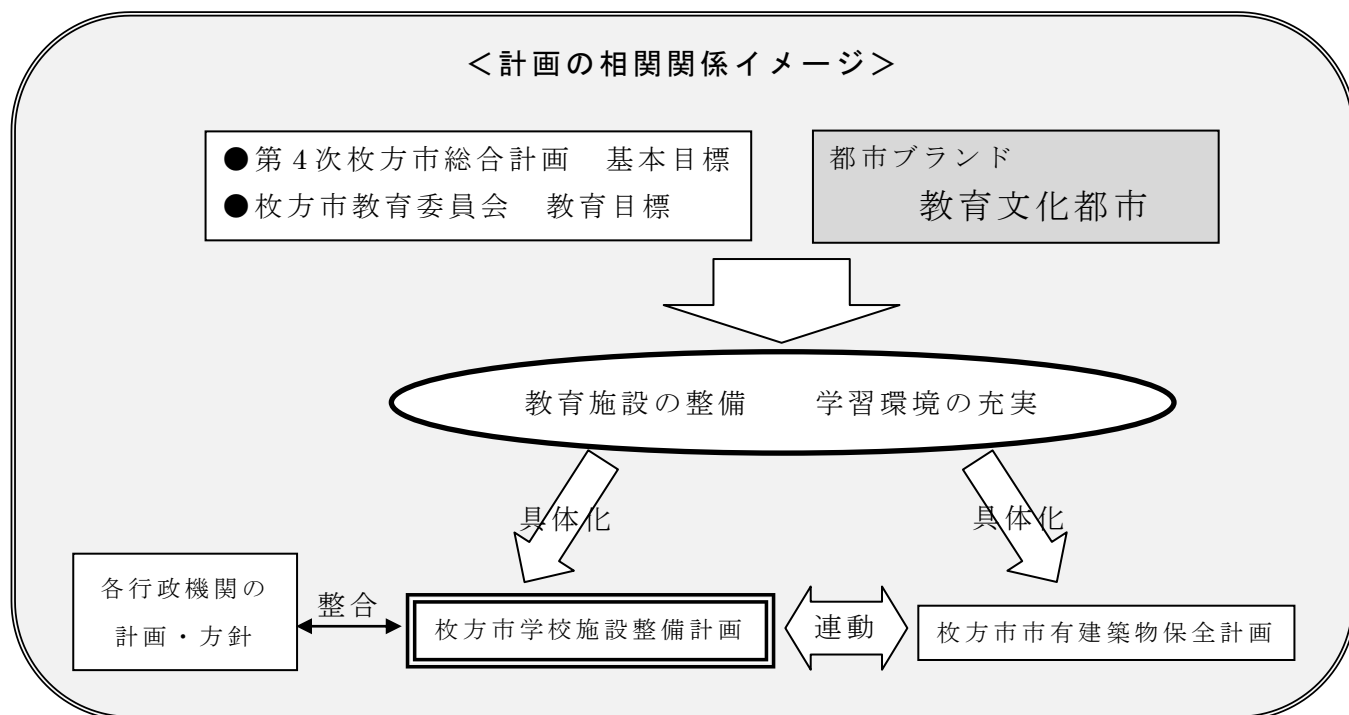 ＜計画の相関関係イメージ＞
●第4次枚方市総合計画　基本目標
●枚方市教育委員会　教育目標
都市ブランド
教育文化都市
教育施設の整備　　学習環境の充実
具体化
具体化
各行政機関の
計画・方針
整合
枚方市学校施設整備計画
連動
枚方市市有建築物保全計画